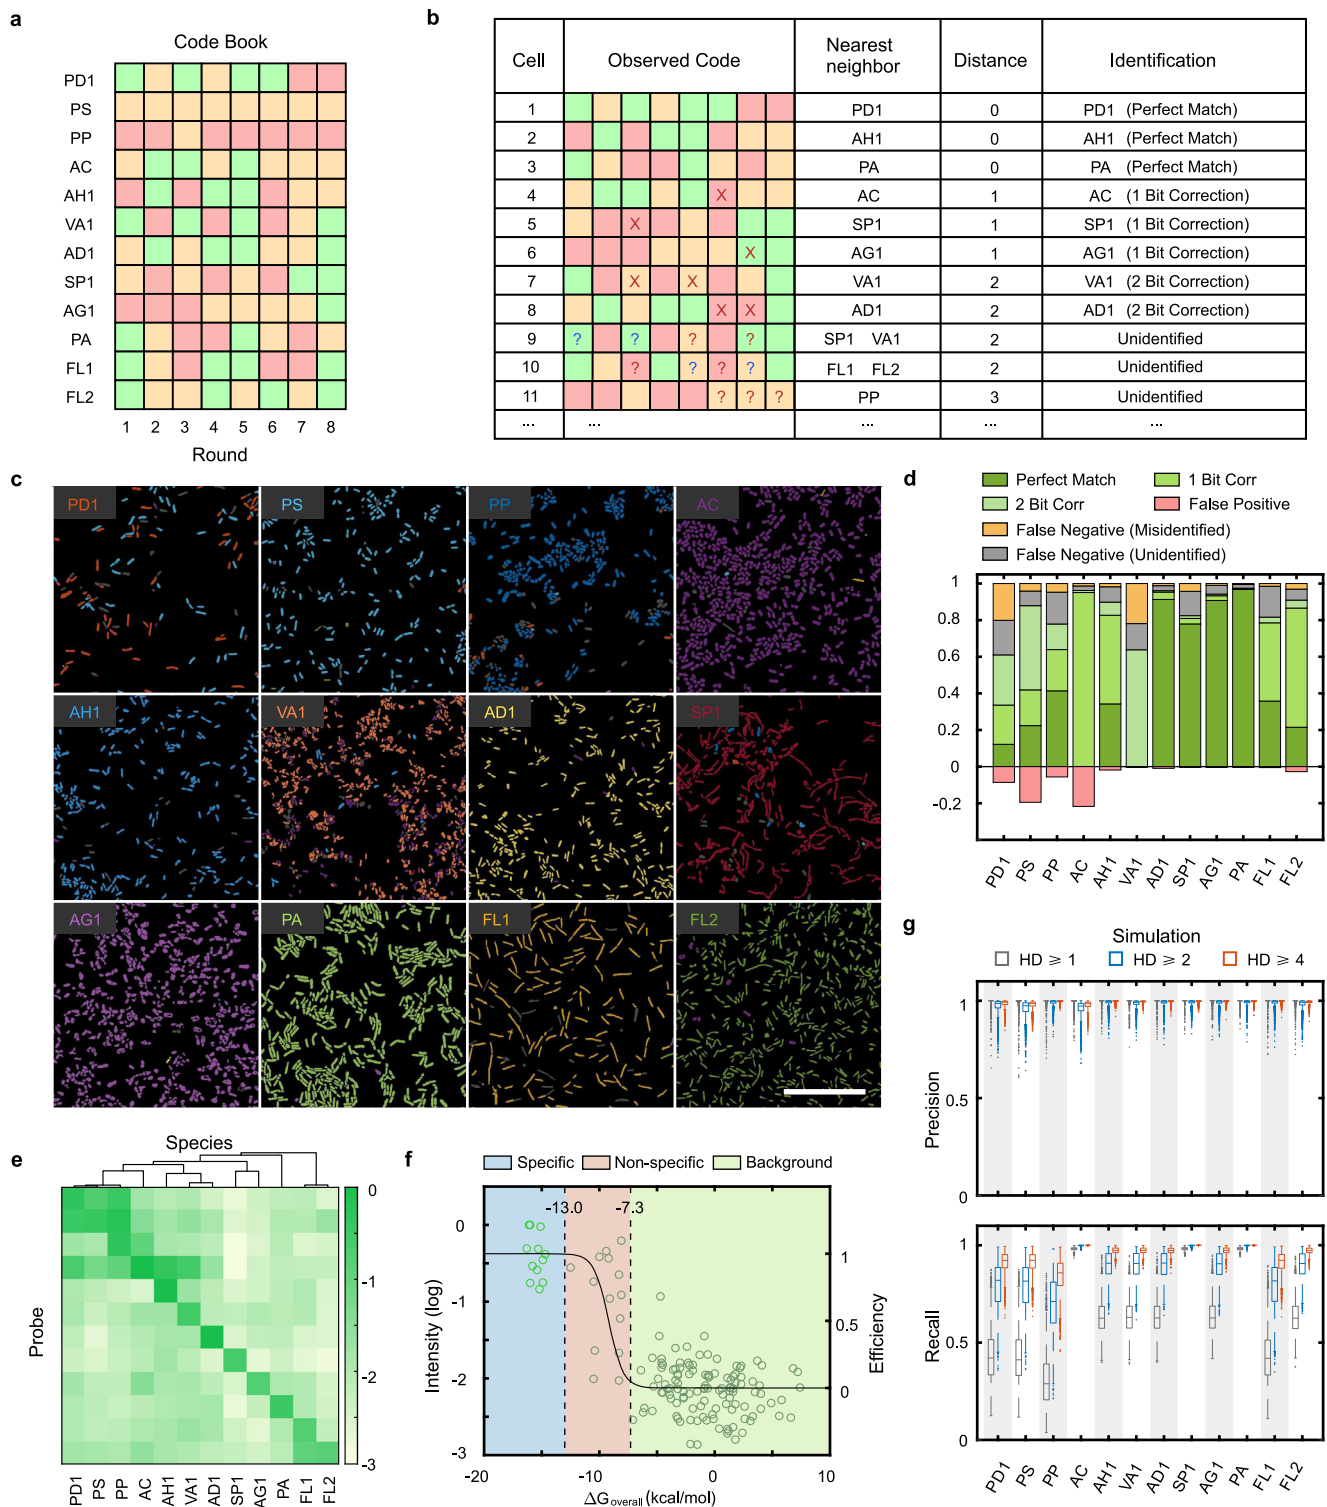 a
Code Book
PD1
PS
PP
AC
AH1
VA1
AD1
SP1
AG1
PA
FL1
FL2
1 2 3 4 5 6 7 8
Round
b
Cell Observed Code Nearest neighbor Distance Identification
1 PD1 0 PD1 (Perfect Match)
2 AH1 0 AH1 (Perfect Match)
3 PA 0 PA (Perfect Match)
4 X AC 1 AC (1 Bit Correction)
5 X SP1 1 SP1 (1 Bit Correction)
6 X AG1 1 AG1 (1 Bit Correction)
7 X X VA1 2 VA1 (2 Bit Correction)
8 X X AD1 2 AD1 (2 Bit Correction)
9 ? ? ? ? SP1 VA1 2 Unidentified
10 ? ? ? ? FL1 FL2 2 Unidentified
11 ? ? ? PP 3 Unidentified
... ... ... ... ...
c
PD1 PS PP AC
AH1 VA1 AD1 SP1
AG1 PA FL1 FL2
d
Perfect Match 1 Bit Corr
2 Bit Corr False Positive
False Negative (Misidentified)
False Negative (Unidentified)
1
0.8
0.6
0.4
0.2
0
-0.2
PD1 PS PP AC AH1 VA1 AD1 SP1 AG1 PA FL1 FL2
e
Species
Probe
0
-1
-2
-3
PD1 PS PP AC AH1 VA1 AD1 SP1 AG1 PA FL1 FL2
f
Specific Non-specific Background
-13.0 -7.3
Intensity (log)
0
-1
-2
-3
Efficiency
1
0.5
0
-20 -10 0 10
ΔGoverall (kcal/mol)
g
Simulation
HD ⩾ 1 HD ⩾ 2 HD ⩾ 4
Precision
1
0.5
0
Recall
1
0.5
0
PD1 PS PP AC AH1 VA1 AD1 SP1 AG1 PA FL1 FL2